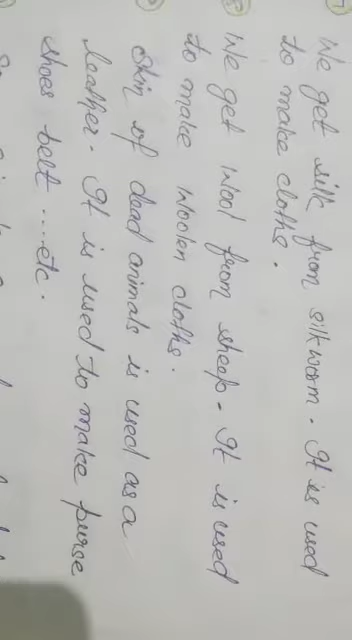 We get silk from silkworm. It is used
to make cloths.
We get wool from sheep. It is used
to make woolen cloths.
Skin of dead animals is used as a
leather. It is used to make purse
shoes belt ....etc.